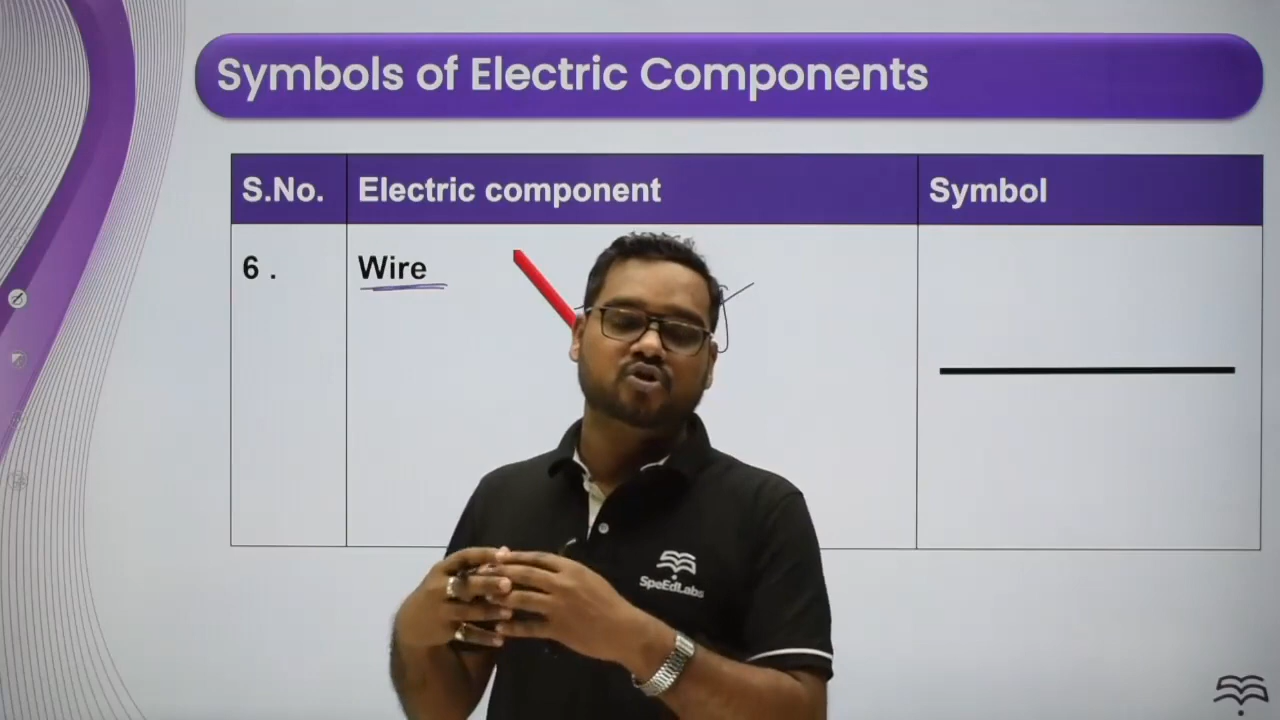 Symbols of Electric Components
S.No. Electric component Symbol
6 . Wire
SpeEdLabs